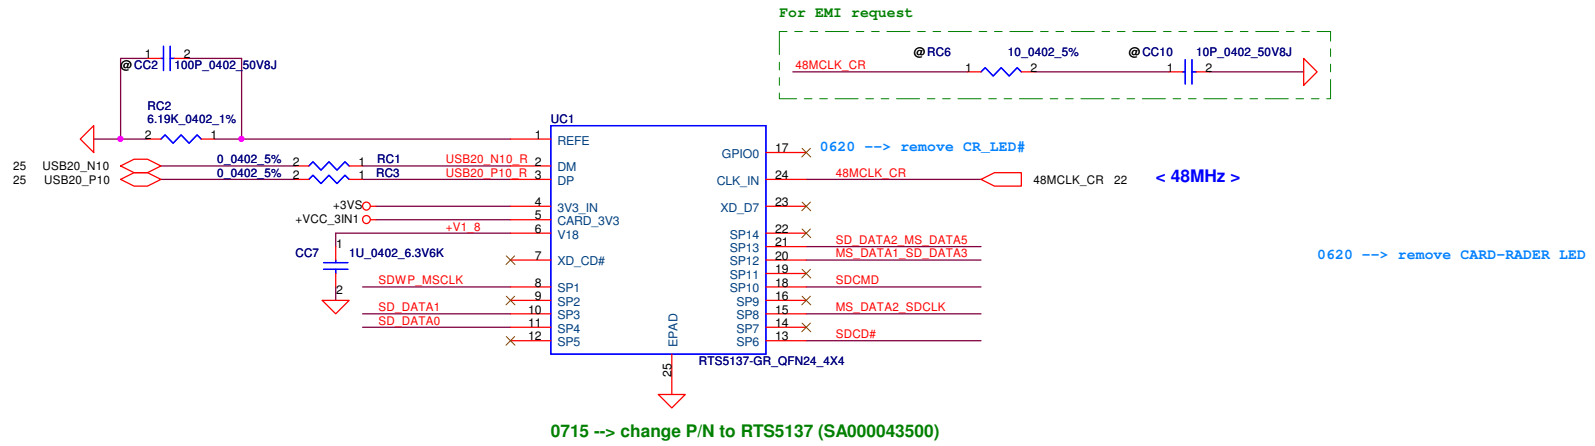 For EMI request
@CC2 1 2 100P_0402_50V8J
@RC6 10_0402_5% @CC10 10P_0402_50V8J
48MCLK_CR 1 2 1 2
RC2
6.19K_0402_1%
2 1
UC1
1 REFE
25 USB20_N10 0_0402_5% 2 1 RC1 USB20_N10_R 2 DM
25 USB20_P10 0_0402_5% 2 1 RC3 USB20_P10_R 3 DP
+3VS 4 3V3_IN
+VCC_3IN1 5 CARD_3V3
+V1_8 6 V18
CC7 1 1U_0402_6.3V6K
2
7 XD_CD#
SDWP_MSCLK 8 SP1
9 SP2
SD_DATA1 10 SP3
SD_DATA0 11 SP4
12 SP5
EPAD
25
GPIO0 17 0620 --> remove CR_LED#
CLK_IN 24 48MCLK_CR 48MCLK_CR 22 < 48MHz >
XD_D7 23
SP14 22
SP13 21 SD_DATA2_MS_DATA5
SP12 20 MS_DATA1_SD_DATA3
SP11 19
SP10 18 SDCMD
SP9 16
SP8 15 MS_DATA2_SDCLK
SP7 14
SP6 13 SDCD#
RTS5137-GR_QFN24_4X4
0620 --> remove CARD-RADER LED
0715 --> change P/N to RTS5137 (SA000043500)